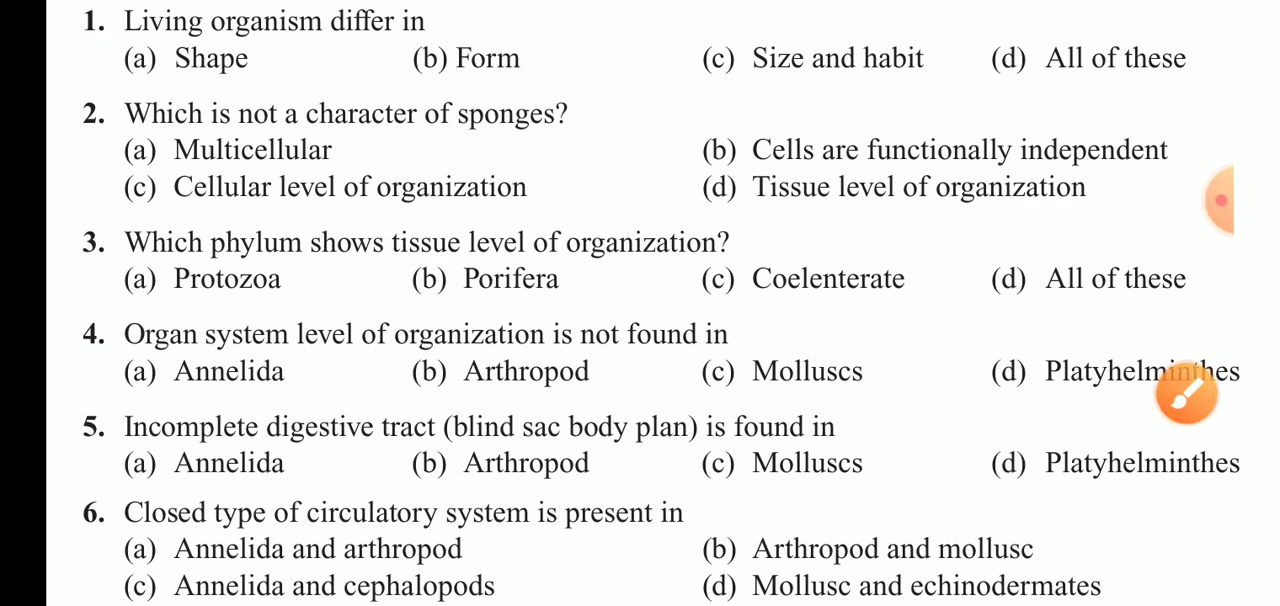 1. Living organism differ in
(a) Shape (b) Form (c) Size and habit (d) All of these
2. Which is not a character of sponges?
(a) Multicellular (b) Cells are functionally independent
(c) Cellular level of organization (d) Tissue level of organization
3. Which phylum shows tissue level of organization?
(a) Protozoa (b) Porifera (c) Coelenterate (d) All of these
4. Organ system level of organization is not found in
(a) Annelida (b) Arthropod (c) Molluscs (d) Platyhelminthes
5. Incomplete digestive tract (blind sac body plan) is found in
(a) Annelida (b) Arthropod (c) Molluscs (d) Platyhelminthes
6. Closed type of circulatory system is present in
(a) Annelida and arthropod (b) Arthropod and mollusc
(c) Annelida and cephalopods (d) Mollusc and echinodermates